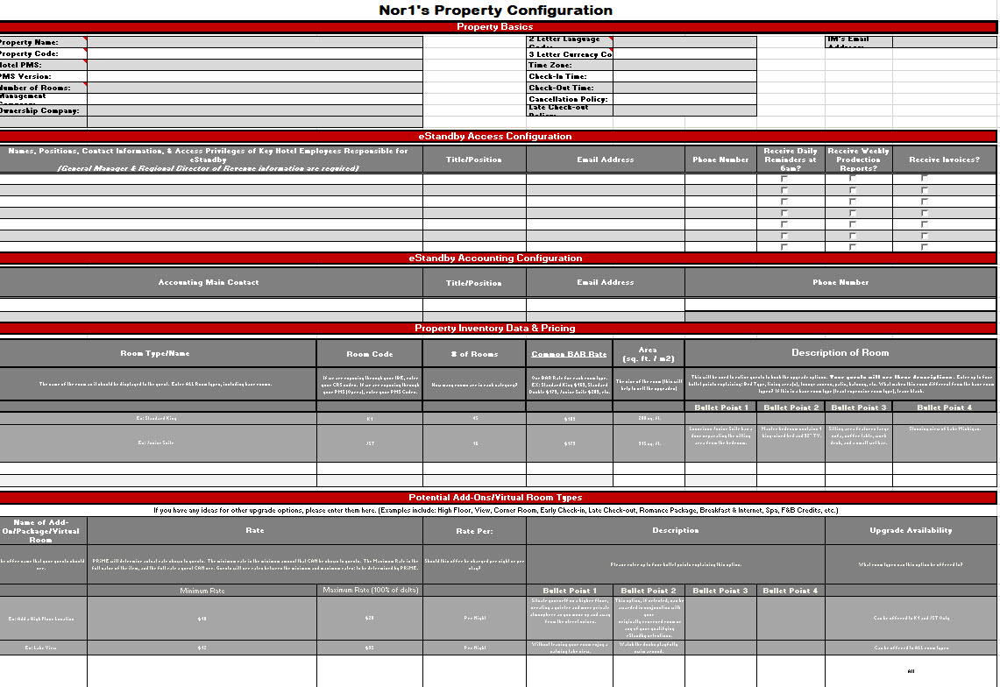 Nor1's Property Configuration
Property Basics
Property Name:
2 Letter Language
IM's Email
Property Code:
3 Letter Currency Co
Hotel PMS:
Time Zone:
PMS Version:
Check-In Time:
Number of Rooms:
Check-Out Time:
Management
Cancellation Policy:
Ownership Company:
Late Check-out
eStandby Access Configuration
Names, Positions, Contact Information, & Access Privileges of Key Hotel Employees Responsible for
eStandby
(General Manager & Regional Director of Revenue information are required)
Title/Position
Email Address
Phone Number
Receive Daily
Reminders at
6am?
Receive Weekly
Production
Reports?
Receive Invoices?
eStandby Accounting Configuration
Accounting Main Contact
Title/Position
Email Address
Phone Number
Property Inventory Data & Pricing
Room Type/Name
Room Code
# of Rooms
Common BAR Rate
Area
(sq. ft. / m2)
Description of Room
The name of the room as it should be displayed to the guest. Enter ALL Room types, including base rooms.
If we are exposing through your IBE, enter
your CRS codes. If we are exposing through
your PMS (Opera), enter your PMS Codes.
How many rooms are in each category?
One BAR Rate for each room type.
EX: Standard King $169, Standard
Double $179, Junior Suite $209, etc.
The size of the room (this will
help to sell the upgrades)
This will be used to entice guests to book the upgrade options. Your guests will see these descriptions. Enter up to four
bullet points explaining: Bed Type, living area(s), lounge access, patio, balcony, etc. What makes this room different from the base room
type? If this is a base room type (least expensive room type), leave blank.
Bullet Point 1
Bullet Point 2
Bullet Point 3
Bullet Point 4
Ex: Standard King
K1
45
$169
280 sq. ft.
Ex: Junior Suite
JST
16
$179
315 sq. ft.
Luxurious Junior Suite has a
door separating the sitting
area from the bedroom.
Master bedroom contains 1
king-sized bed and 32" TV.
Sitting area features large
sofa, coffee table, work
desk, and a small wet bar.
Stunning view of Lake Michigan.
Potential Add-Ons/Virtual Room Types
If you have any ideas for other upgrade options, please enter them here. (Examples include: High Floor, View, Corner Room, Early Check-in, Late Check-out, Romance Package, Breakfast & Internet, Spa, F&B Credits, etc.)
Name of Add-
On/Package/Virtual
Room
Rate
Rate Per:
Description
Upgrade Availability
he offer name that your guests should
see.
PRiME will determine actual rate shown to guests. The minimum rate is the minimum amount that CAN be shown to guests. The Maximum Rate is the
full value of the item, and the full rate a guest CAN see. Guests will see rates between the minimum and maximum rates: to be determined by PRiME.
Should this offer be charged per night or per
stay?
Please enter up to four bullet points explaining this option.
What room types can this option be offered to?
Minimum Rate
Maximum Rate (100% of delta)
Bullet Point 1
Bullet Point 2
Bullet Point 3
Bullet Point 4
Ex: Add a High Floor Location
$10
$20
Per Night
Situate yourself on a higher floor,
creating a quieter and more private
atmosphere as you move up and away
from the street noises.
This option, if selected, can be
awarded in conjunction with
your
originally reserved room or
any of your qualifying
eStandby selections.
Can be offered to K1 and JST Only
Ex: Lake View
$12
Per Night
Without leaving your room enjoy a
calming lake view.
Watch the ducks playfully
swim around.
Can be offered to ALL room types
All